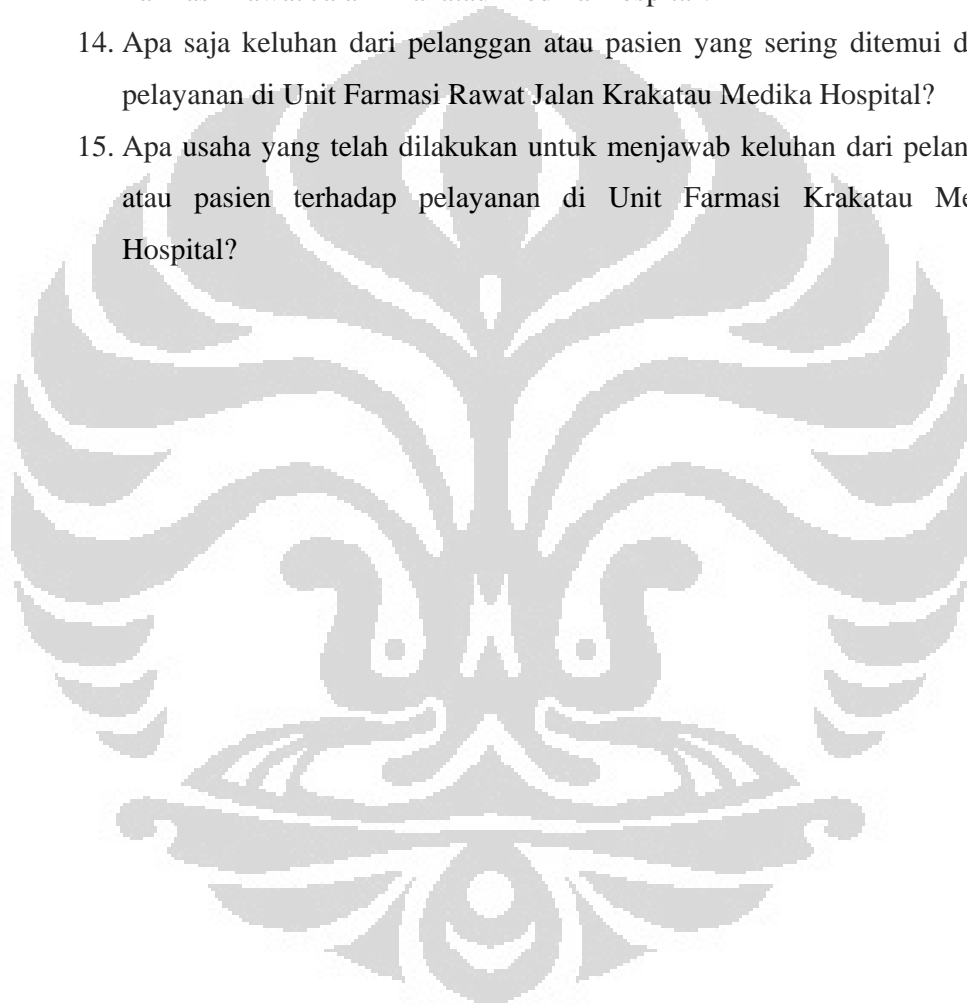 14. Apa saja keluhan dari pelanggan atau pasien yang sering ditemui
pelayanan di Unit Farmasi Rawat Jalan Krakatau Medika Hospital?
15. Apa usaha yang telah dilakukan untuk menjawab keluhan dari
atau pasien terhadap pelayanan di Unit Farmasi Krakatau
Hospital?